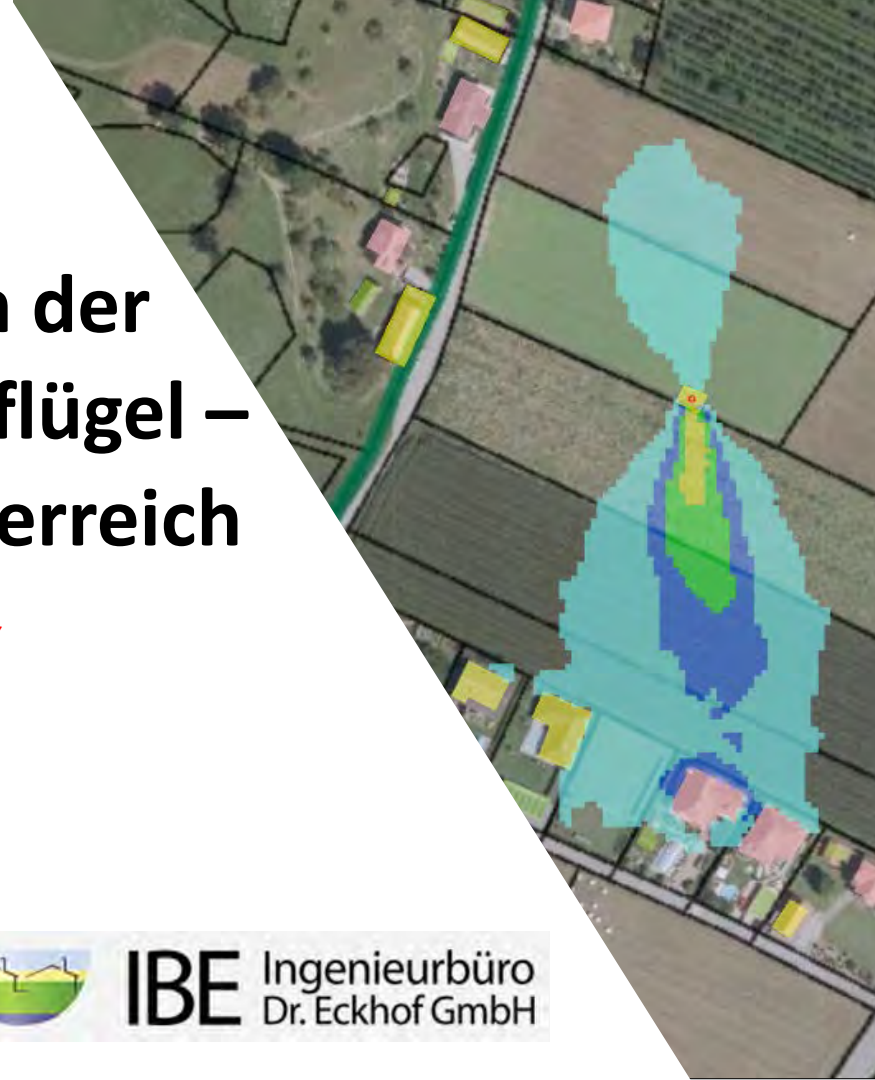 n der
flügel –
erreich
IBE Ingenieurbüro
Dr. Eckhof GmbH